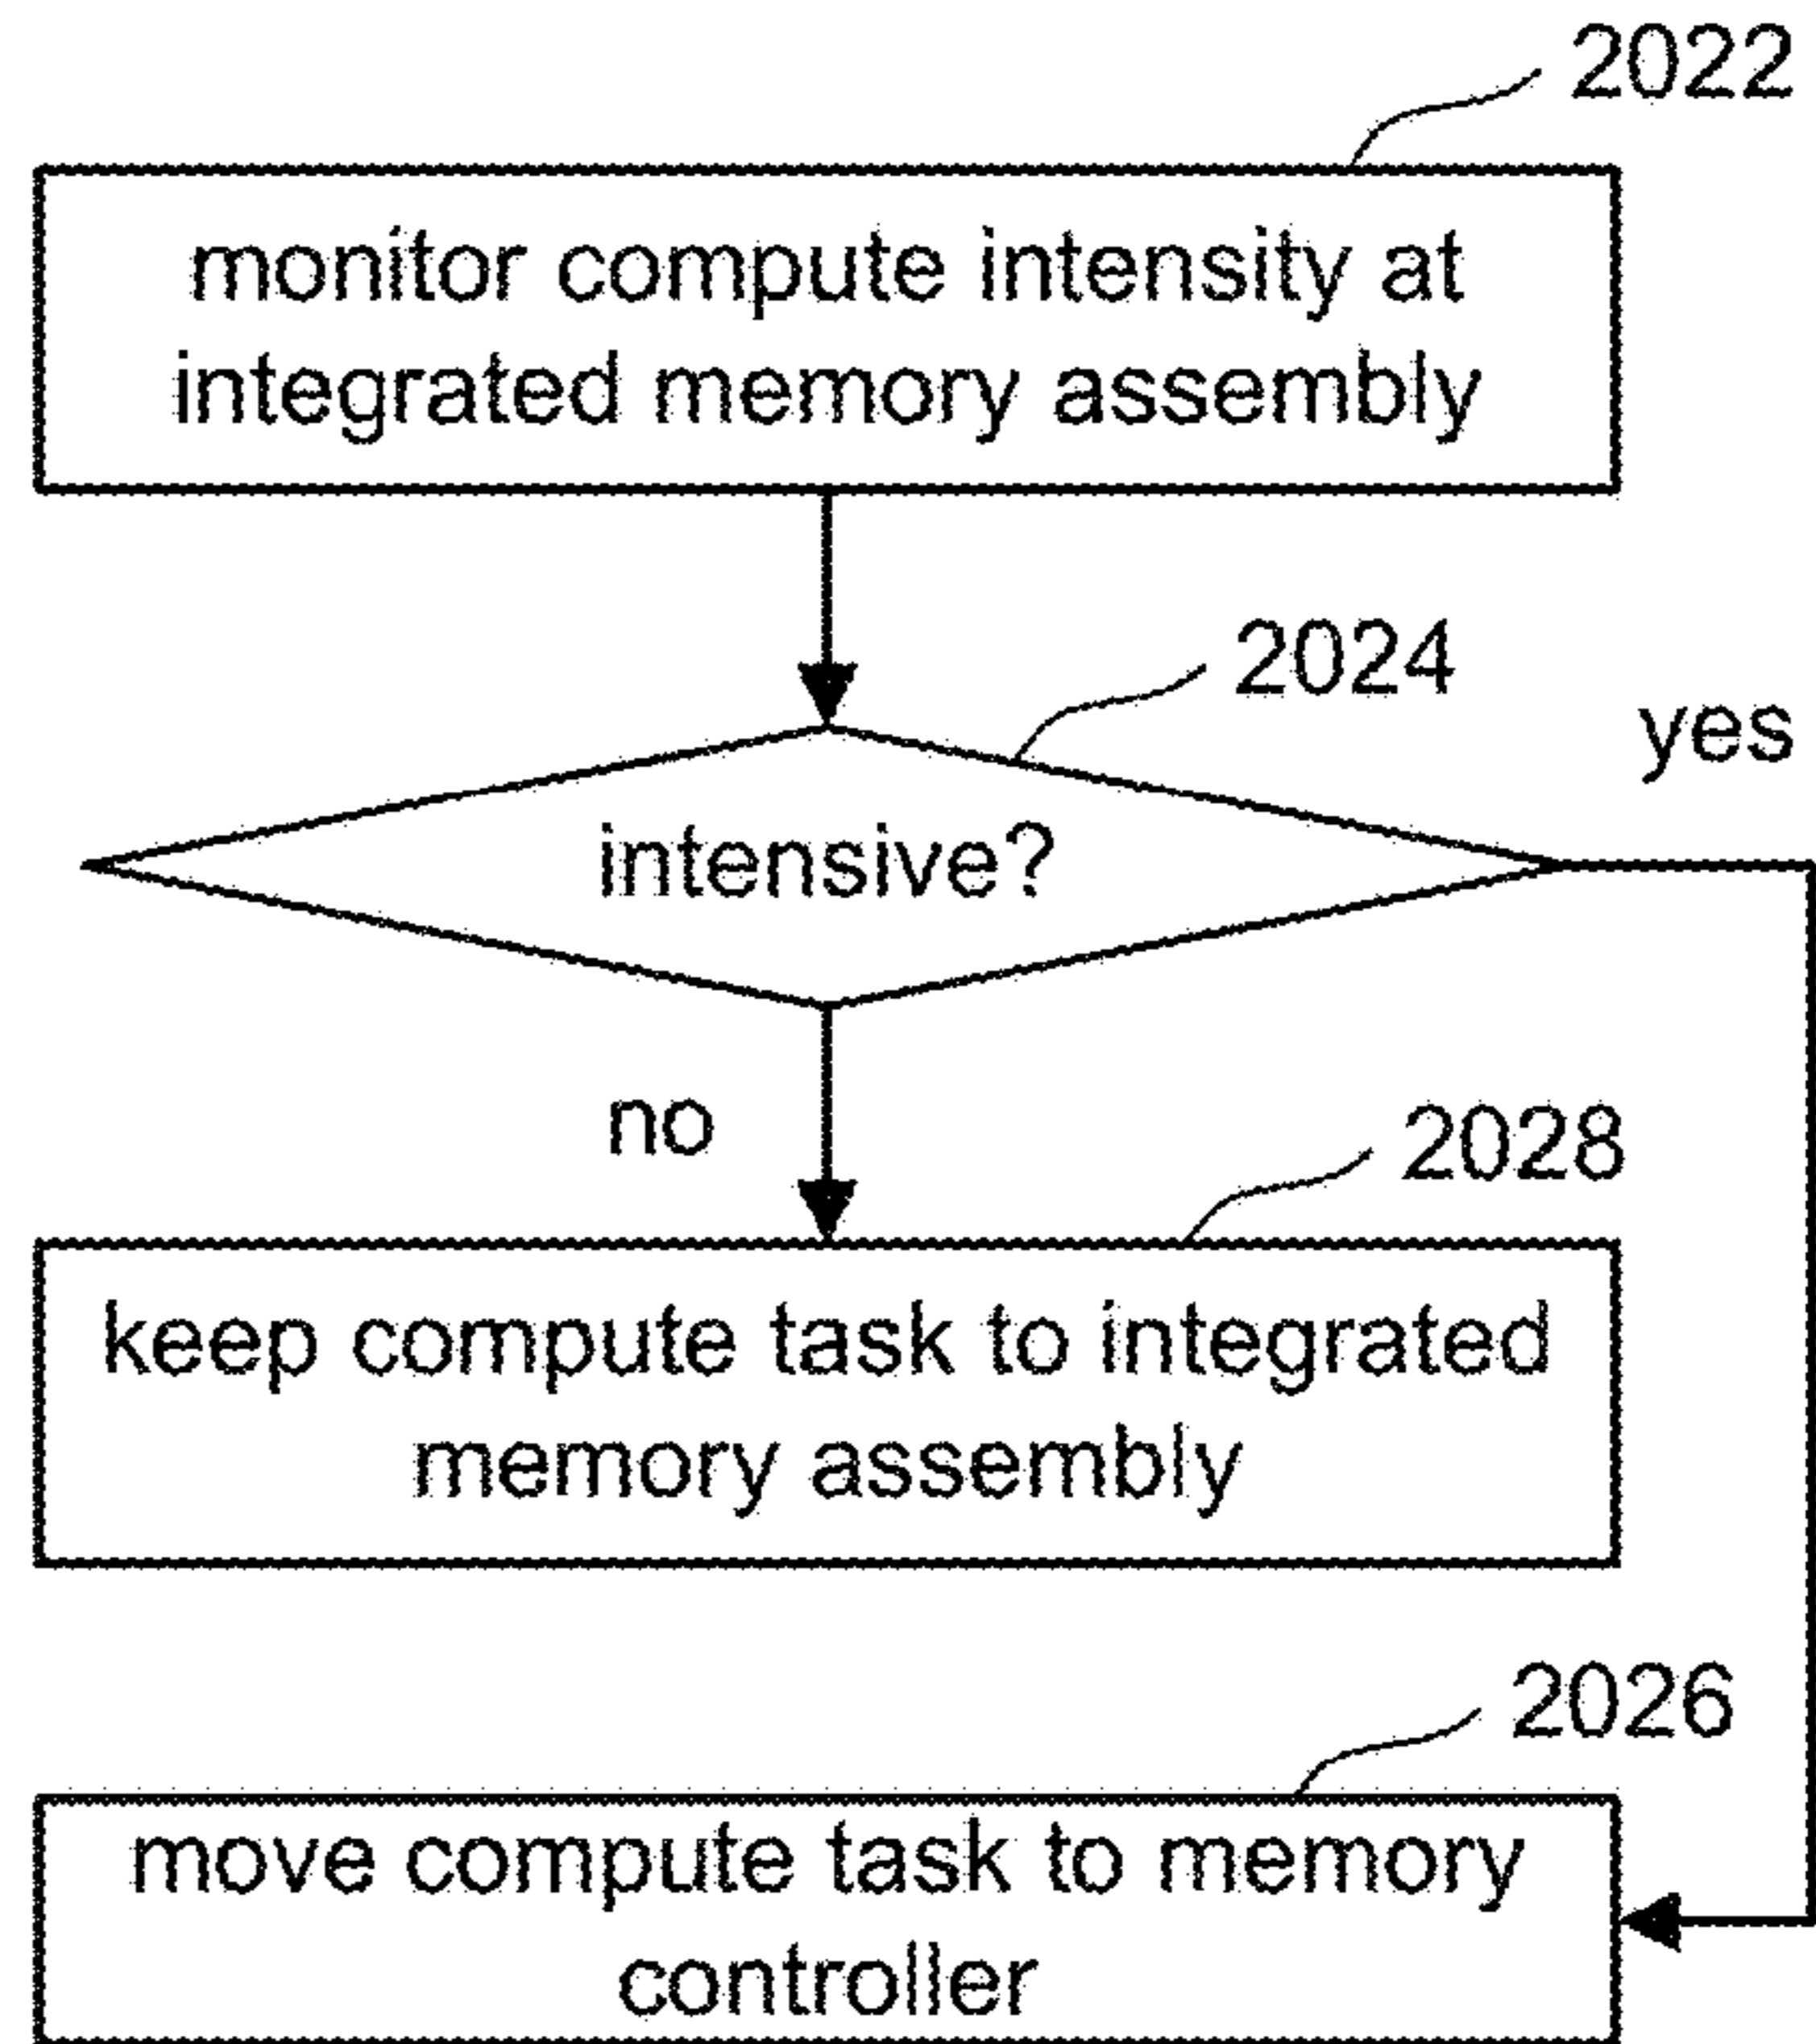 2022
monitor compute intensity at
integrated memory assembly
2024
yes
intensive?
no
2028
keep compute task to integrated
memory assembly
2026
move compute task to memory
controller